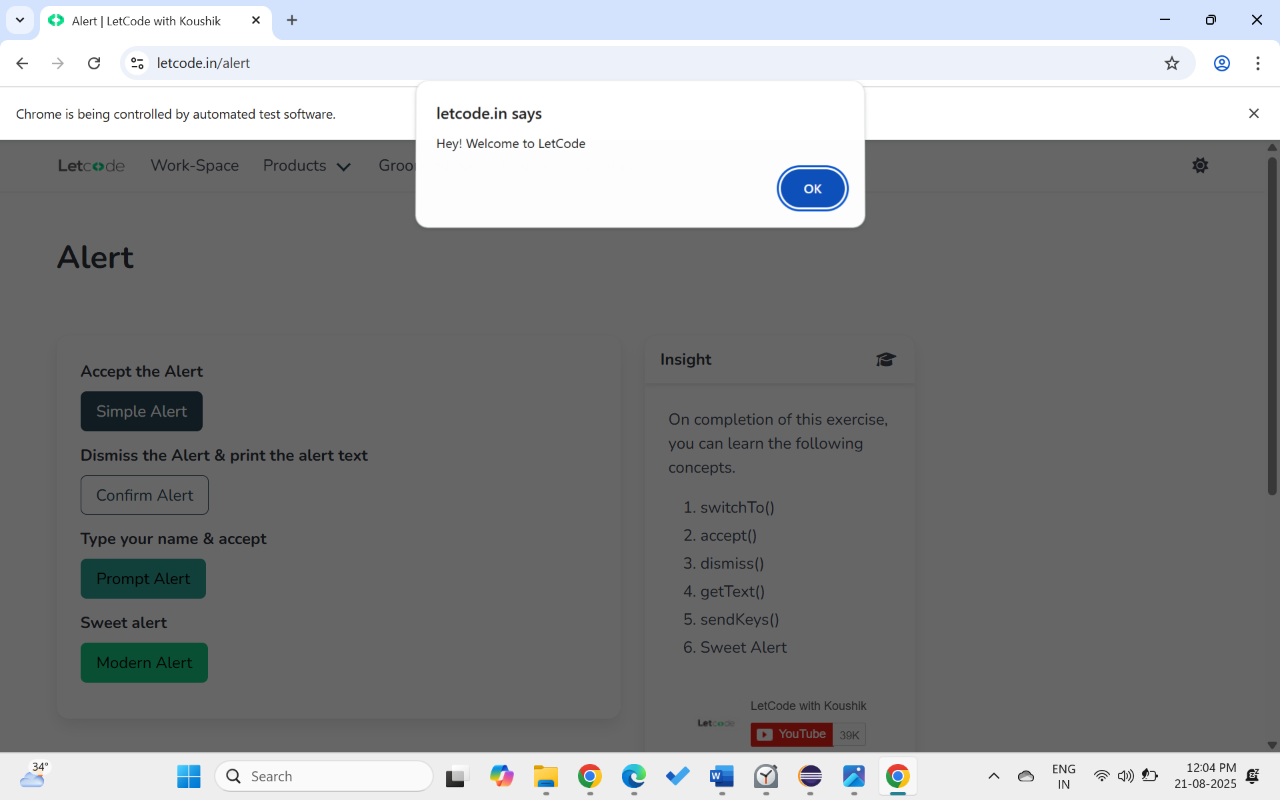 Alert | LetCode with Koushik
letcode.in/alert
Chrome is being controlled by automated test software.
letcode.in says
Hey! Welcome to LetCode
OK
Letcode Work-Space Products Groo
Alert
Accept the Alert
Simple Alert
Dismiss the Alert & print the alert text
Confirm Alert
Type your name & accept
Prompt Alert
Sweet alert
Modern Alert
Insight
On completion of this exercise,
you can learn the following
concepts.
1. switchTo()
2. accept()
3. dismiss()
4. getText()
5. sendKeys()
6. Sweet Alert
Letcode
LetCode with Koushik
YouTube 39K
34°
Search
ENG
IN
12:04 PM
21-08-2025